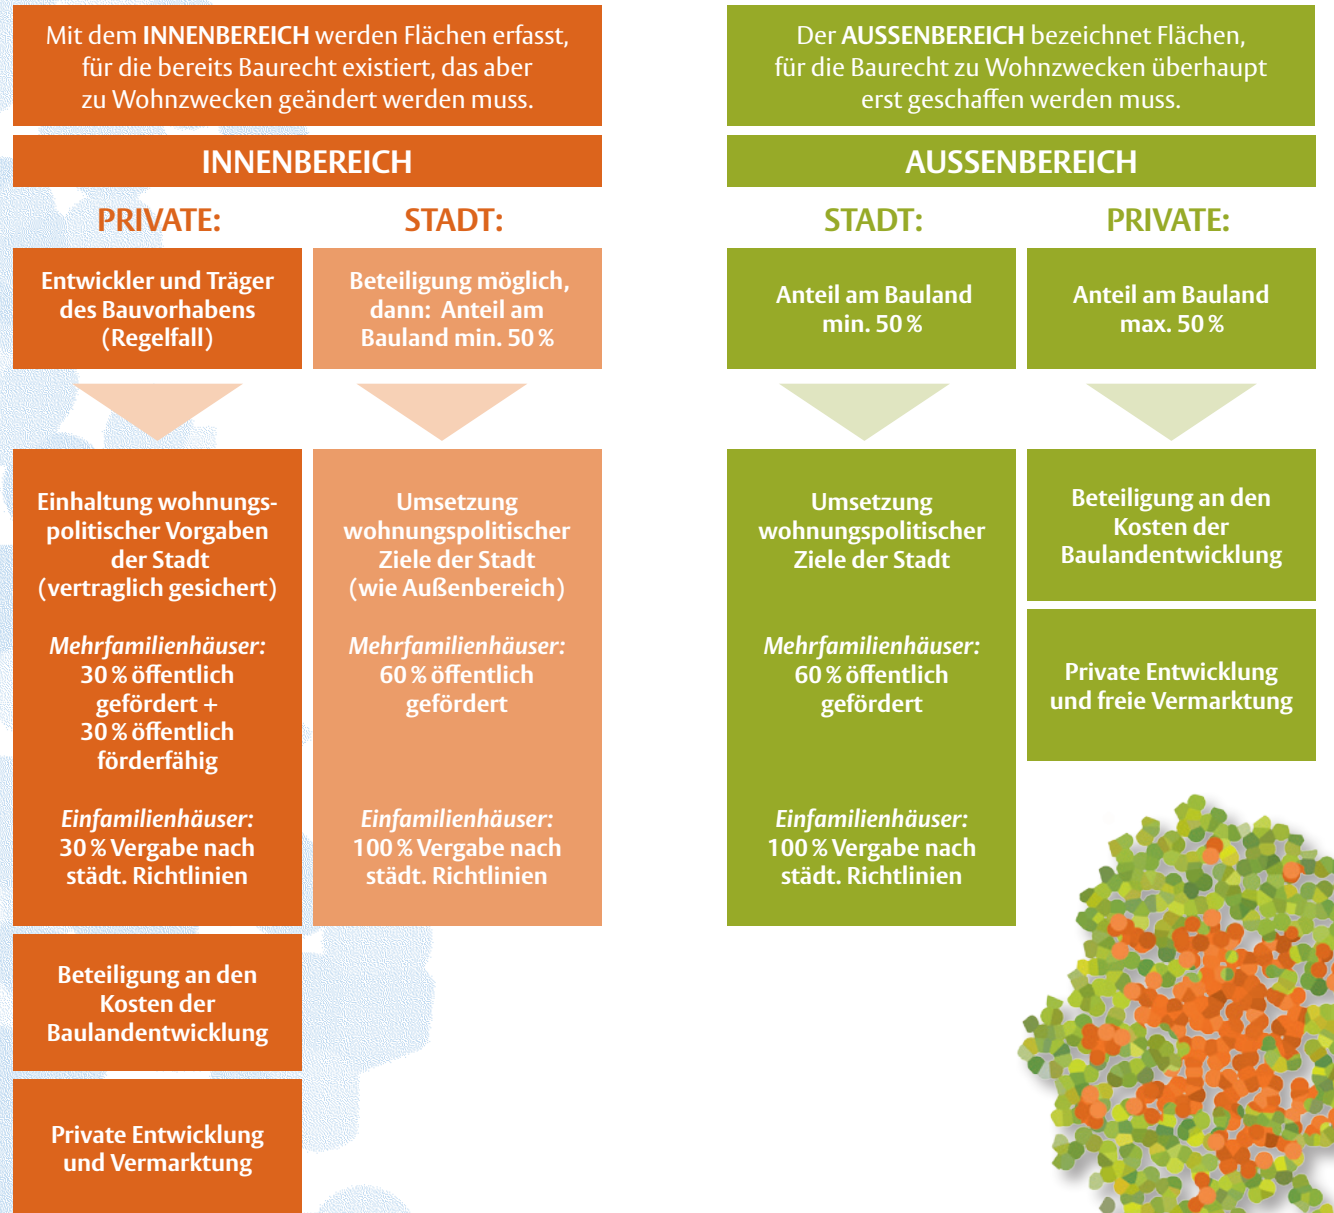 Mit dem INNENBEREICH werden Flächen erfasst,
für die bereits Baurecht existiert, das aber
zu Wohnzwecken geändert werden muss.
INNENBEREICH
PRIVATE:
Entwickler und Träger
des Bauvorhabens
(Regelfall)
Einhaltung wohnungs-
politischer Vorgaben
der Stadt
(vertraglich gesichert)
Mehrfamilienhäuser:
30 % öffentlich
gefördert +
30 % öffentlich
förderfähig
Einfamilienhäuser:
30 % Vergabe nach
städt. Richtlinien
Beteiligung an den
Kosten der
Baulandentwicklung
Private Entwicklung
und Vermarktung
STADT:
Beteiligung möglich,
dann: Anteil am
Bauland min. 50 %
Umsetzung
wohnungspolitischer
Ziele der Stadt
(wie Außenbereich)
Mehrfamilienhäuser:
60 % öffentlich
gefördert
Einfamilienhäuser:
100 % Vergabe nach
städt. Richtlinien
Der AUSSENBEREICH bezeichnet Flächen,
für die Baurecht zu Wohnzwecken überhaupt
erst geschaffen werden muss.
AUSSENBEREICH
STADT:
Anteil am Bauland
min. 50 %
Umsetzung
wohnungspolitischer
Ziele der Stadt
Mehrfamilienhäuser:
60 % öffentlich
gefördert
Einfamilienhäuser:
100 % Vergabe nach
städt. Richtlinien
PRIVATE:
Anteil am Bauland
max. 50 %
Beteiligung an den
Kosten der
Baulandentwicklung
Private Entwicklung
und freie Vermarktung